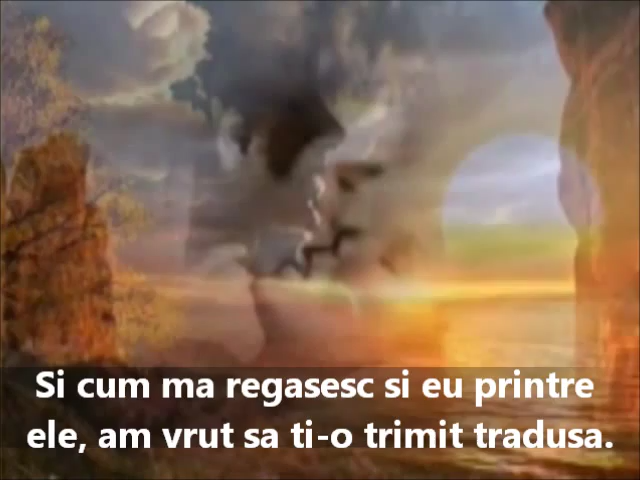 Si cum ma regasesc si eu printre
ele, am vrut sa ti-o trimit tradusa.